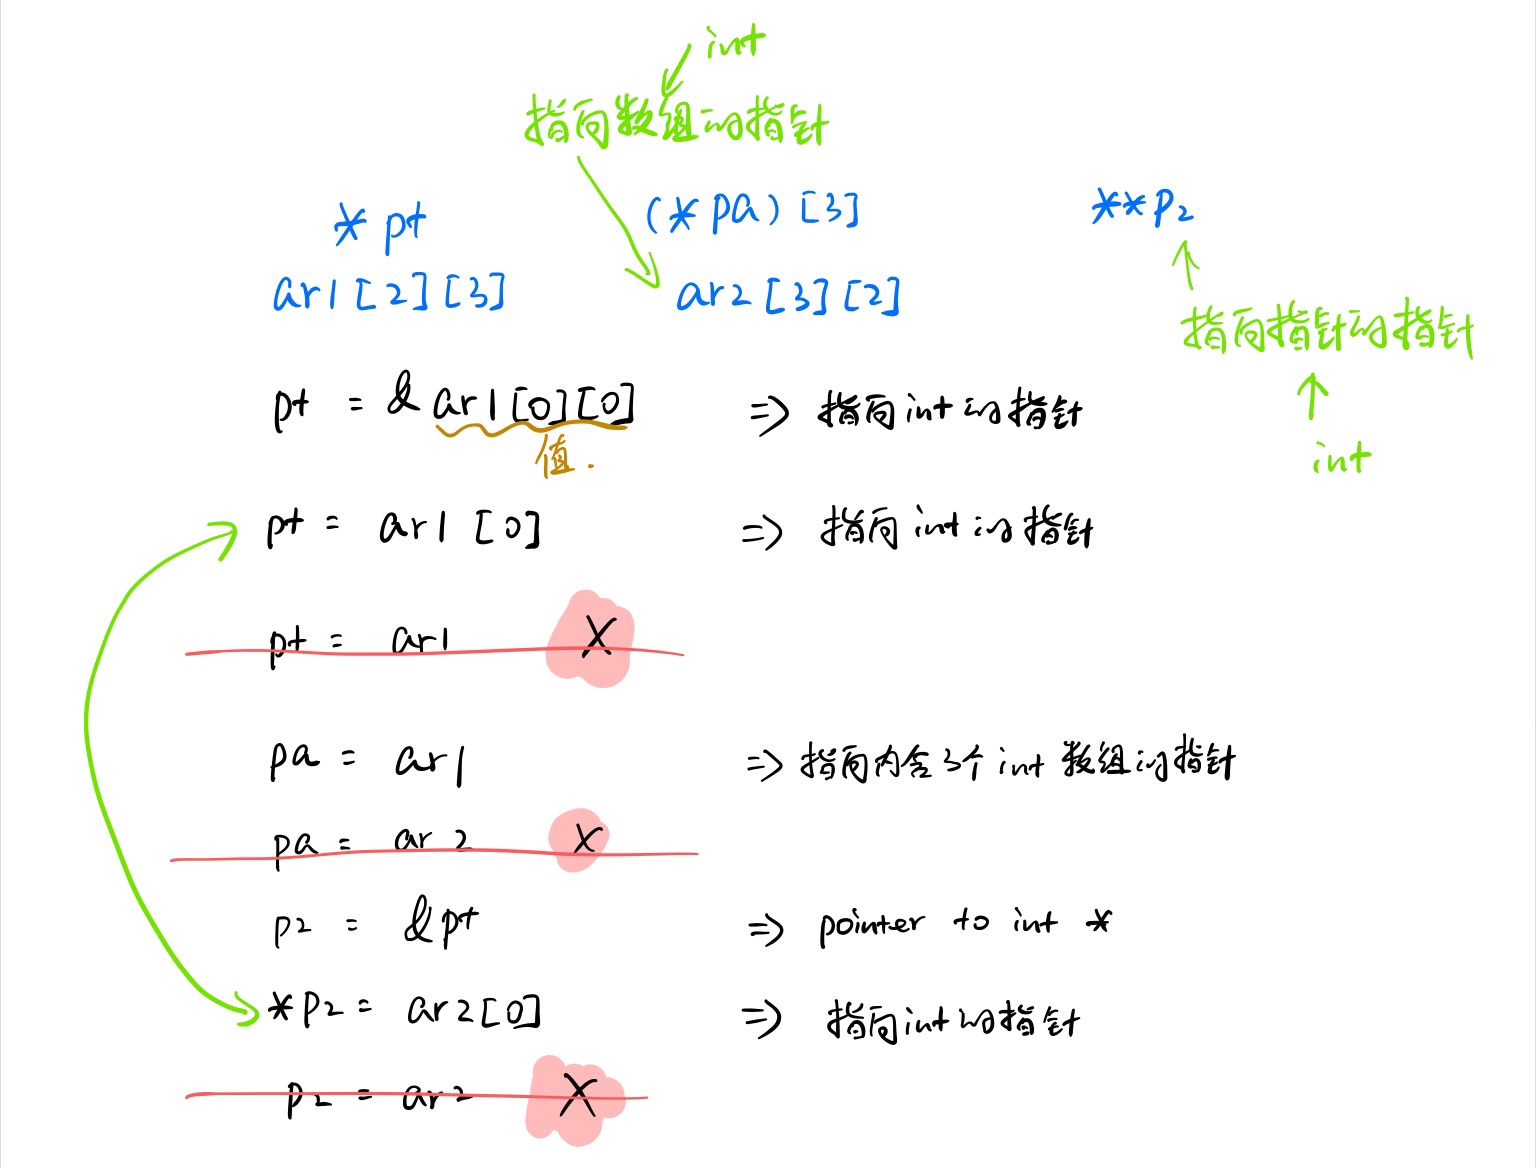 int
指向数组的指针
*pt (*pa)[3] **p2
ar1[2][3] ar2[3][2]
指向指针的指针
int
pt = &ar1[0][0] => 指向int的指针
值.
pt = ar1[0] => 指向int的指针
pt = ar1 X
pa = ar1 => 指向内含3个int数组的指针
pa = ar2 X
p2 = &pt => pointer to int *
*p2 = ar2[0] => 指向int的指针
p2 = ar2 X